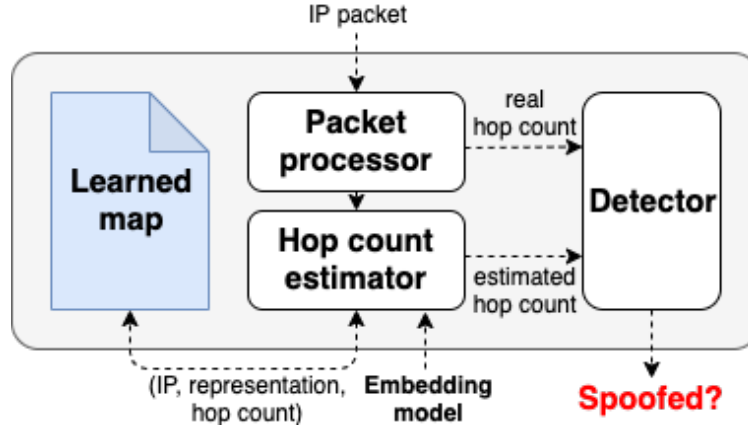 IP packet
Learned
map
Packet
processor
real
hop count
Detector
Hop count
estimator
estimated
hop count
(IP, representation,
hop count)
Embedding
model
Spoofed?